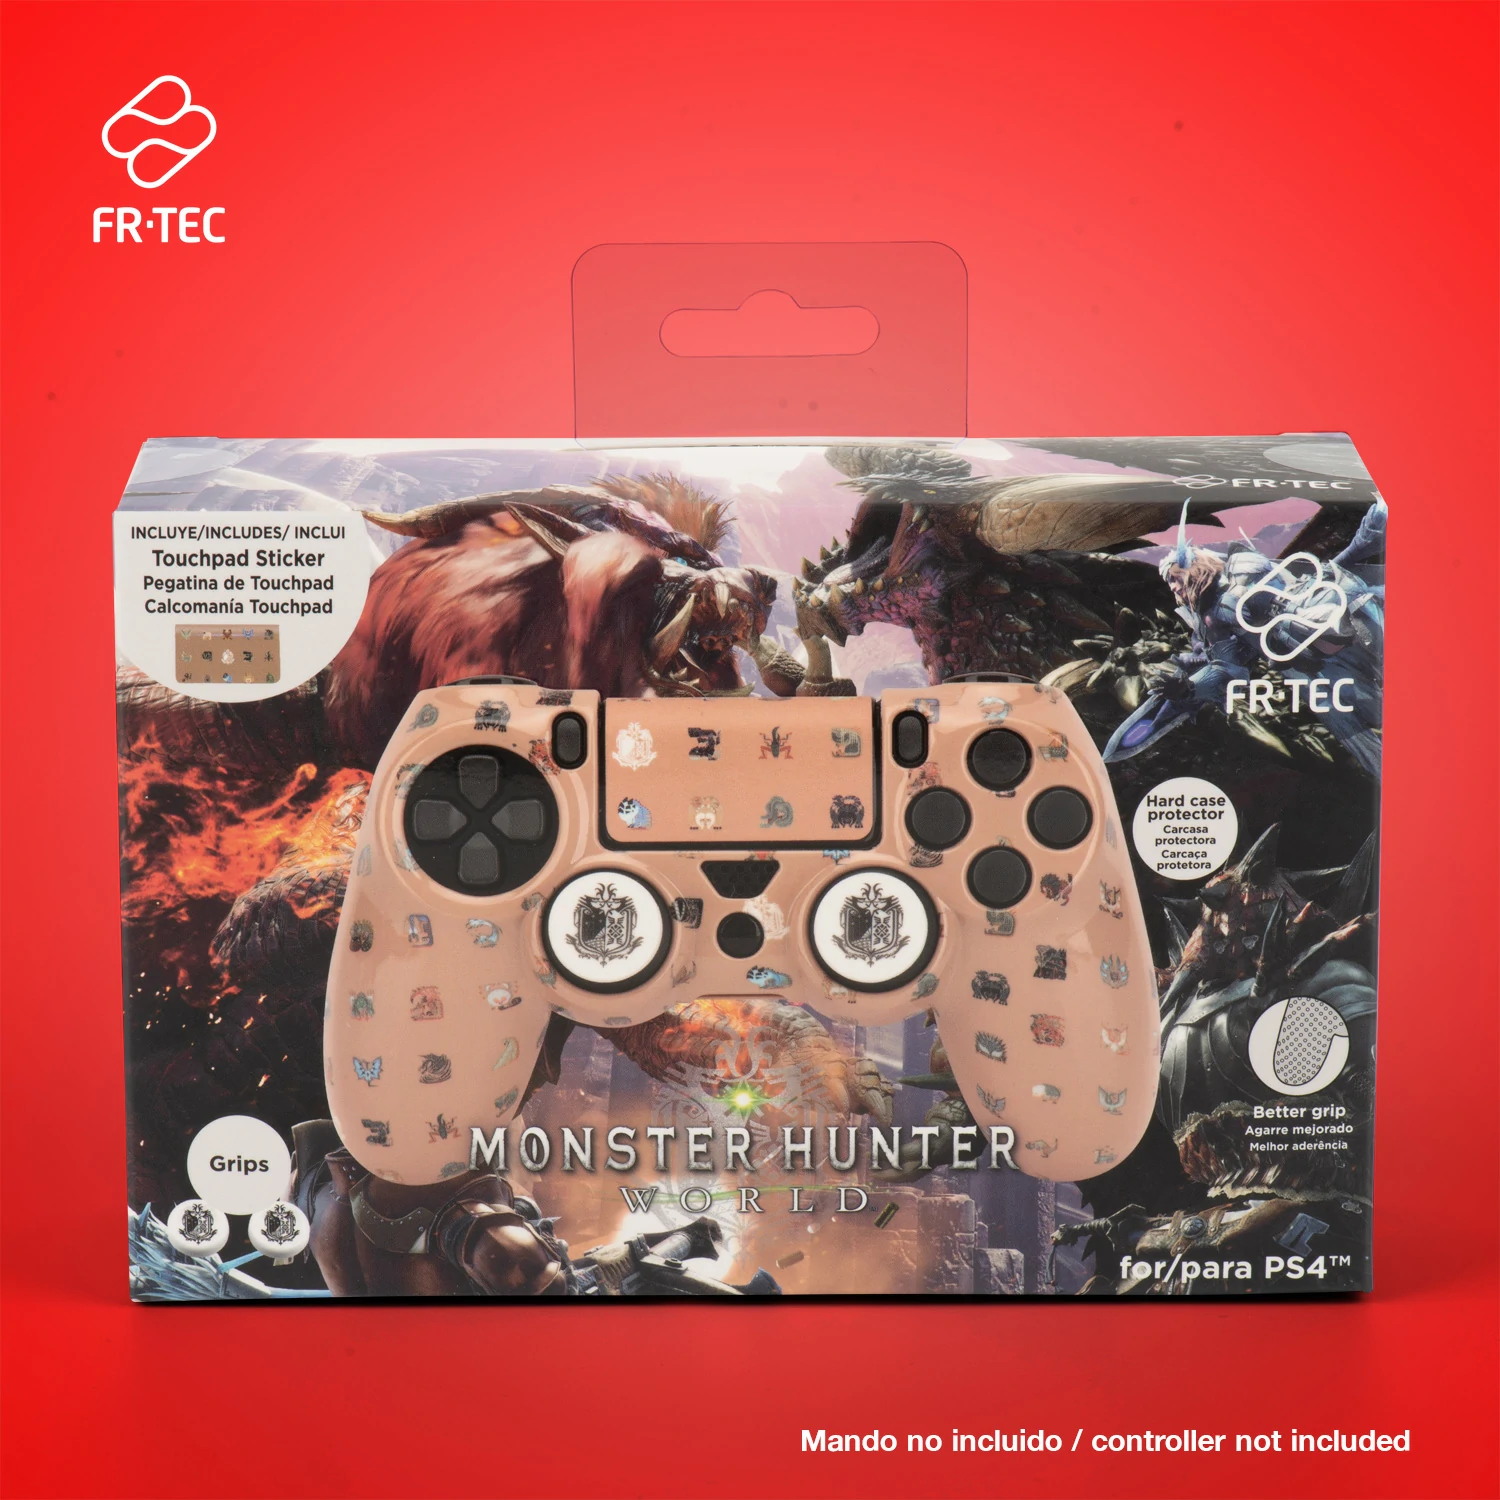 FR·TEC
FR·TEC
INCLUYE/INCLUDES/ INCLUI
Touchpad Sticker
Pegatina de Touchpad
Calcomanía Touchpad
FR·TEC
Hard case
protector
Carcasa
protectora
Carcaça
protetora
Better grip
Agarre mejorado
Melhor aderência
Grips
MONSTER HUNTER
WORLD
for/para PS4™
Mando no incluido / controller not included